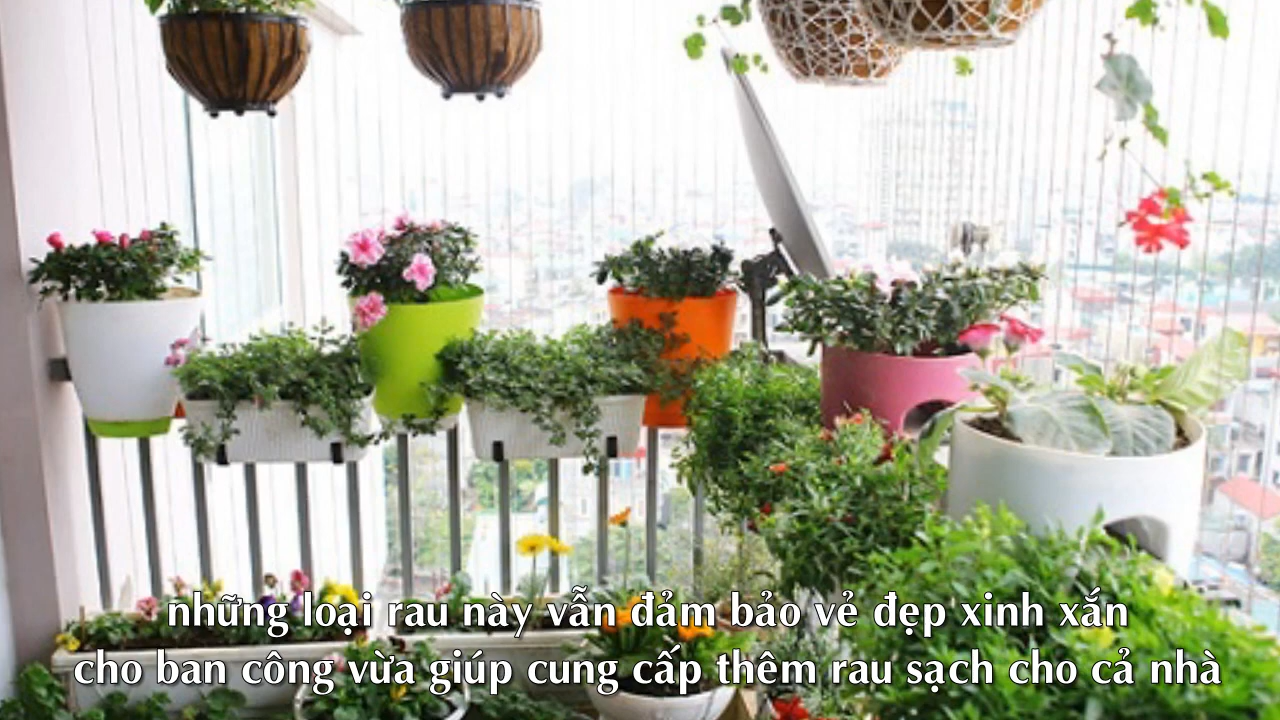 những loại rau này vẫn đảm bảo vẻ đẹp xinh xắn
cho ban công vừa giúp cung cấp thêm rau sạch cho cả nhà